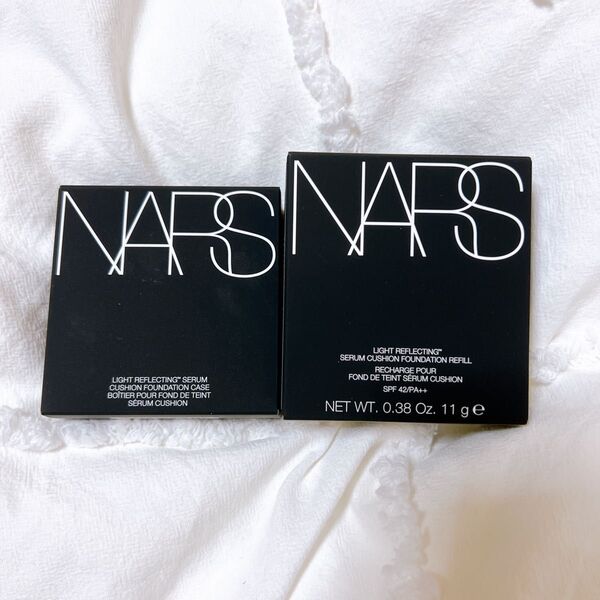 NARS
LIGHT REFLECTING™ SERUM
CUSHION FOUNDATION CASE
BOÎTIER POUR FOND DE TEINT
SÉRUM CUSHION
NARS
LIGHT REFLECTING™
SERUM CUSHION FOUNDATION REFILL
RECHARGE POUR
FOND DE TEINT SÉRUM CUSHION
SPF 42/PA++
NET WT. 0.38 Oz. 11 g ℮